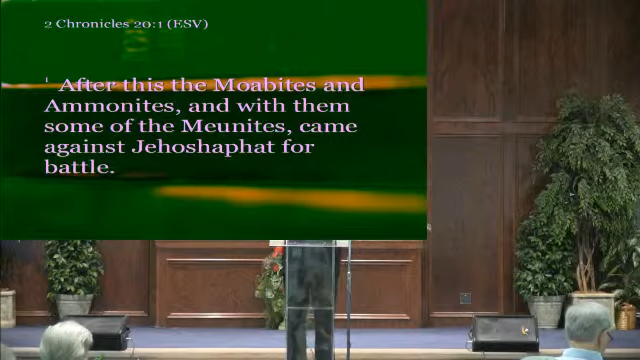 2 Chronicles 20:1 (ESV)
1 After this the Moabites and
Ammonites, and with them
some of the Meunites, came
against Jehoshaphat for
battle.